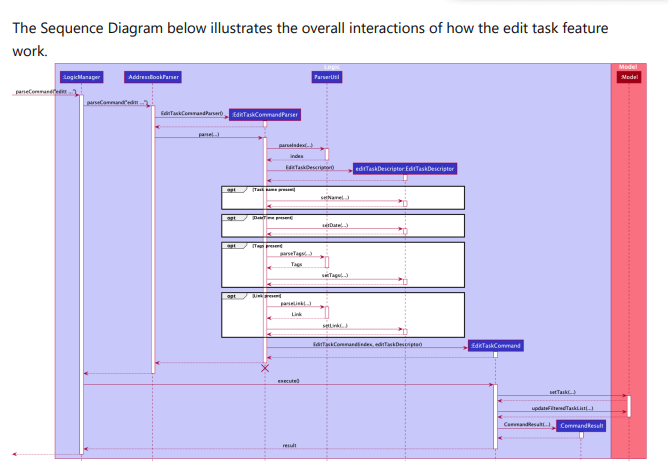 The Sequence Diagram below illustrates the overall interactions of how the edit task feature
work.
Logic
Model
:LogicManager
:AddressBookParser
ParserUtil
:Model
parseCommand("editt ...")
parseCommand("editt ...")
EditTaskCommandParser()
:EditTaskCommandParser
parse(...)
parseIndex(...)
index
EditTaskDescriptor()
editTaskDescriptor:EditTaskDescriptor
opt
[Task name present]
setName(...)
opt
[DateTime present]
setDate(...)
opt
[Tags present]
parseTags(...)
Tags
setTags(...)
opt
[Link present]
parseLink(...)
Link
setLink(...)
EditTaskCommand(index, editTaskDescriptor)
:EditTaskCommand
execute()
setTask(...)
updateFilteredTaskList(...)
CommandResult(...)
:CommandResult
result